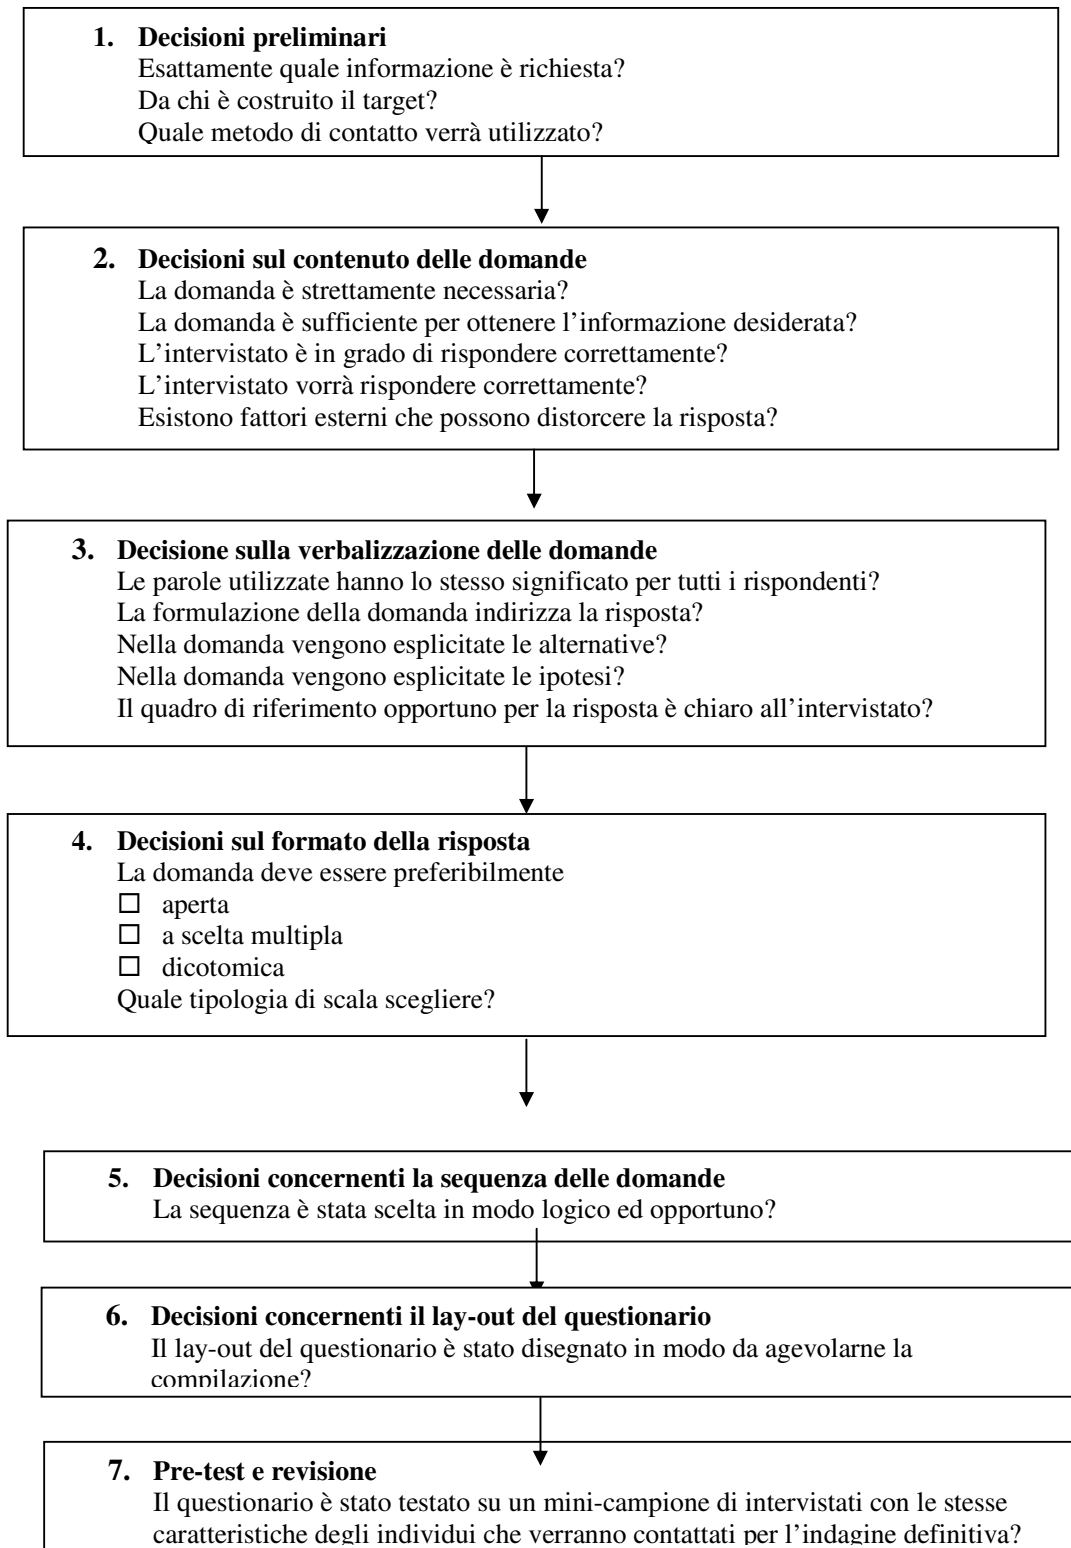 1. Decisioni preliminari
Esattamente quale informazione è richiesta?
Da chi è costruito il target?
Quale metodo di contatto verrà utilizzato?
2. Decisioni sul contenuto delle domande
La domanda è strettamente necessaria?
La domanda è sufficiente per ottenere l’informazione desiderata?
L’intervistato è in grado di rispondere correttamente?
L’intervistato vorrà rispondere correttamente?
Esistono fattori esterni che possono distorcere la risposta?
3. Decisione sulla verbalizzazione delle domande
Le parole utilizzate hanno lo stesso significato per tutti i rispondenti?
La formulazione della domanda indirizza la risposta?
Nella domanda vengono esplicitate le alternative?
Nella domanda vengono esplicitate le ipotesi?
Il quadro di riferimento opportuno per la risposta è chiaro all’intervistato?
4. Decisioni sul formato della risposta
La domanda deve essere preferibilmente
☐ aperta
☐ a scelta multipla
☐ dicotomica
Quale tipologia di scala scegliere?
5. Decisioni concernenti la sequenza delle domande
La sequenza è stata scelta in modo logico ed opportuno?
6. Decisioni concernenti il lay-out del questionario
Il lay-out del questionario è stato disegnato in modo da agevolarne la
compilazione?
7. Pre-test e revisione
Il questionario è stato testato su un mini-campione di intervistati con le stesse
caratteristiche degli individui che verranno contattati per l’indagine definitiva?